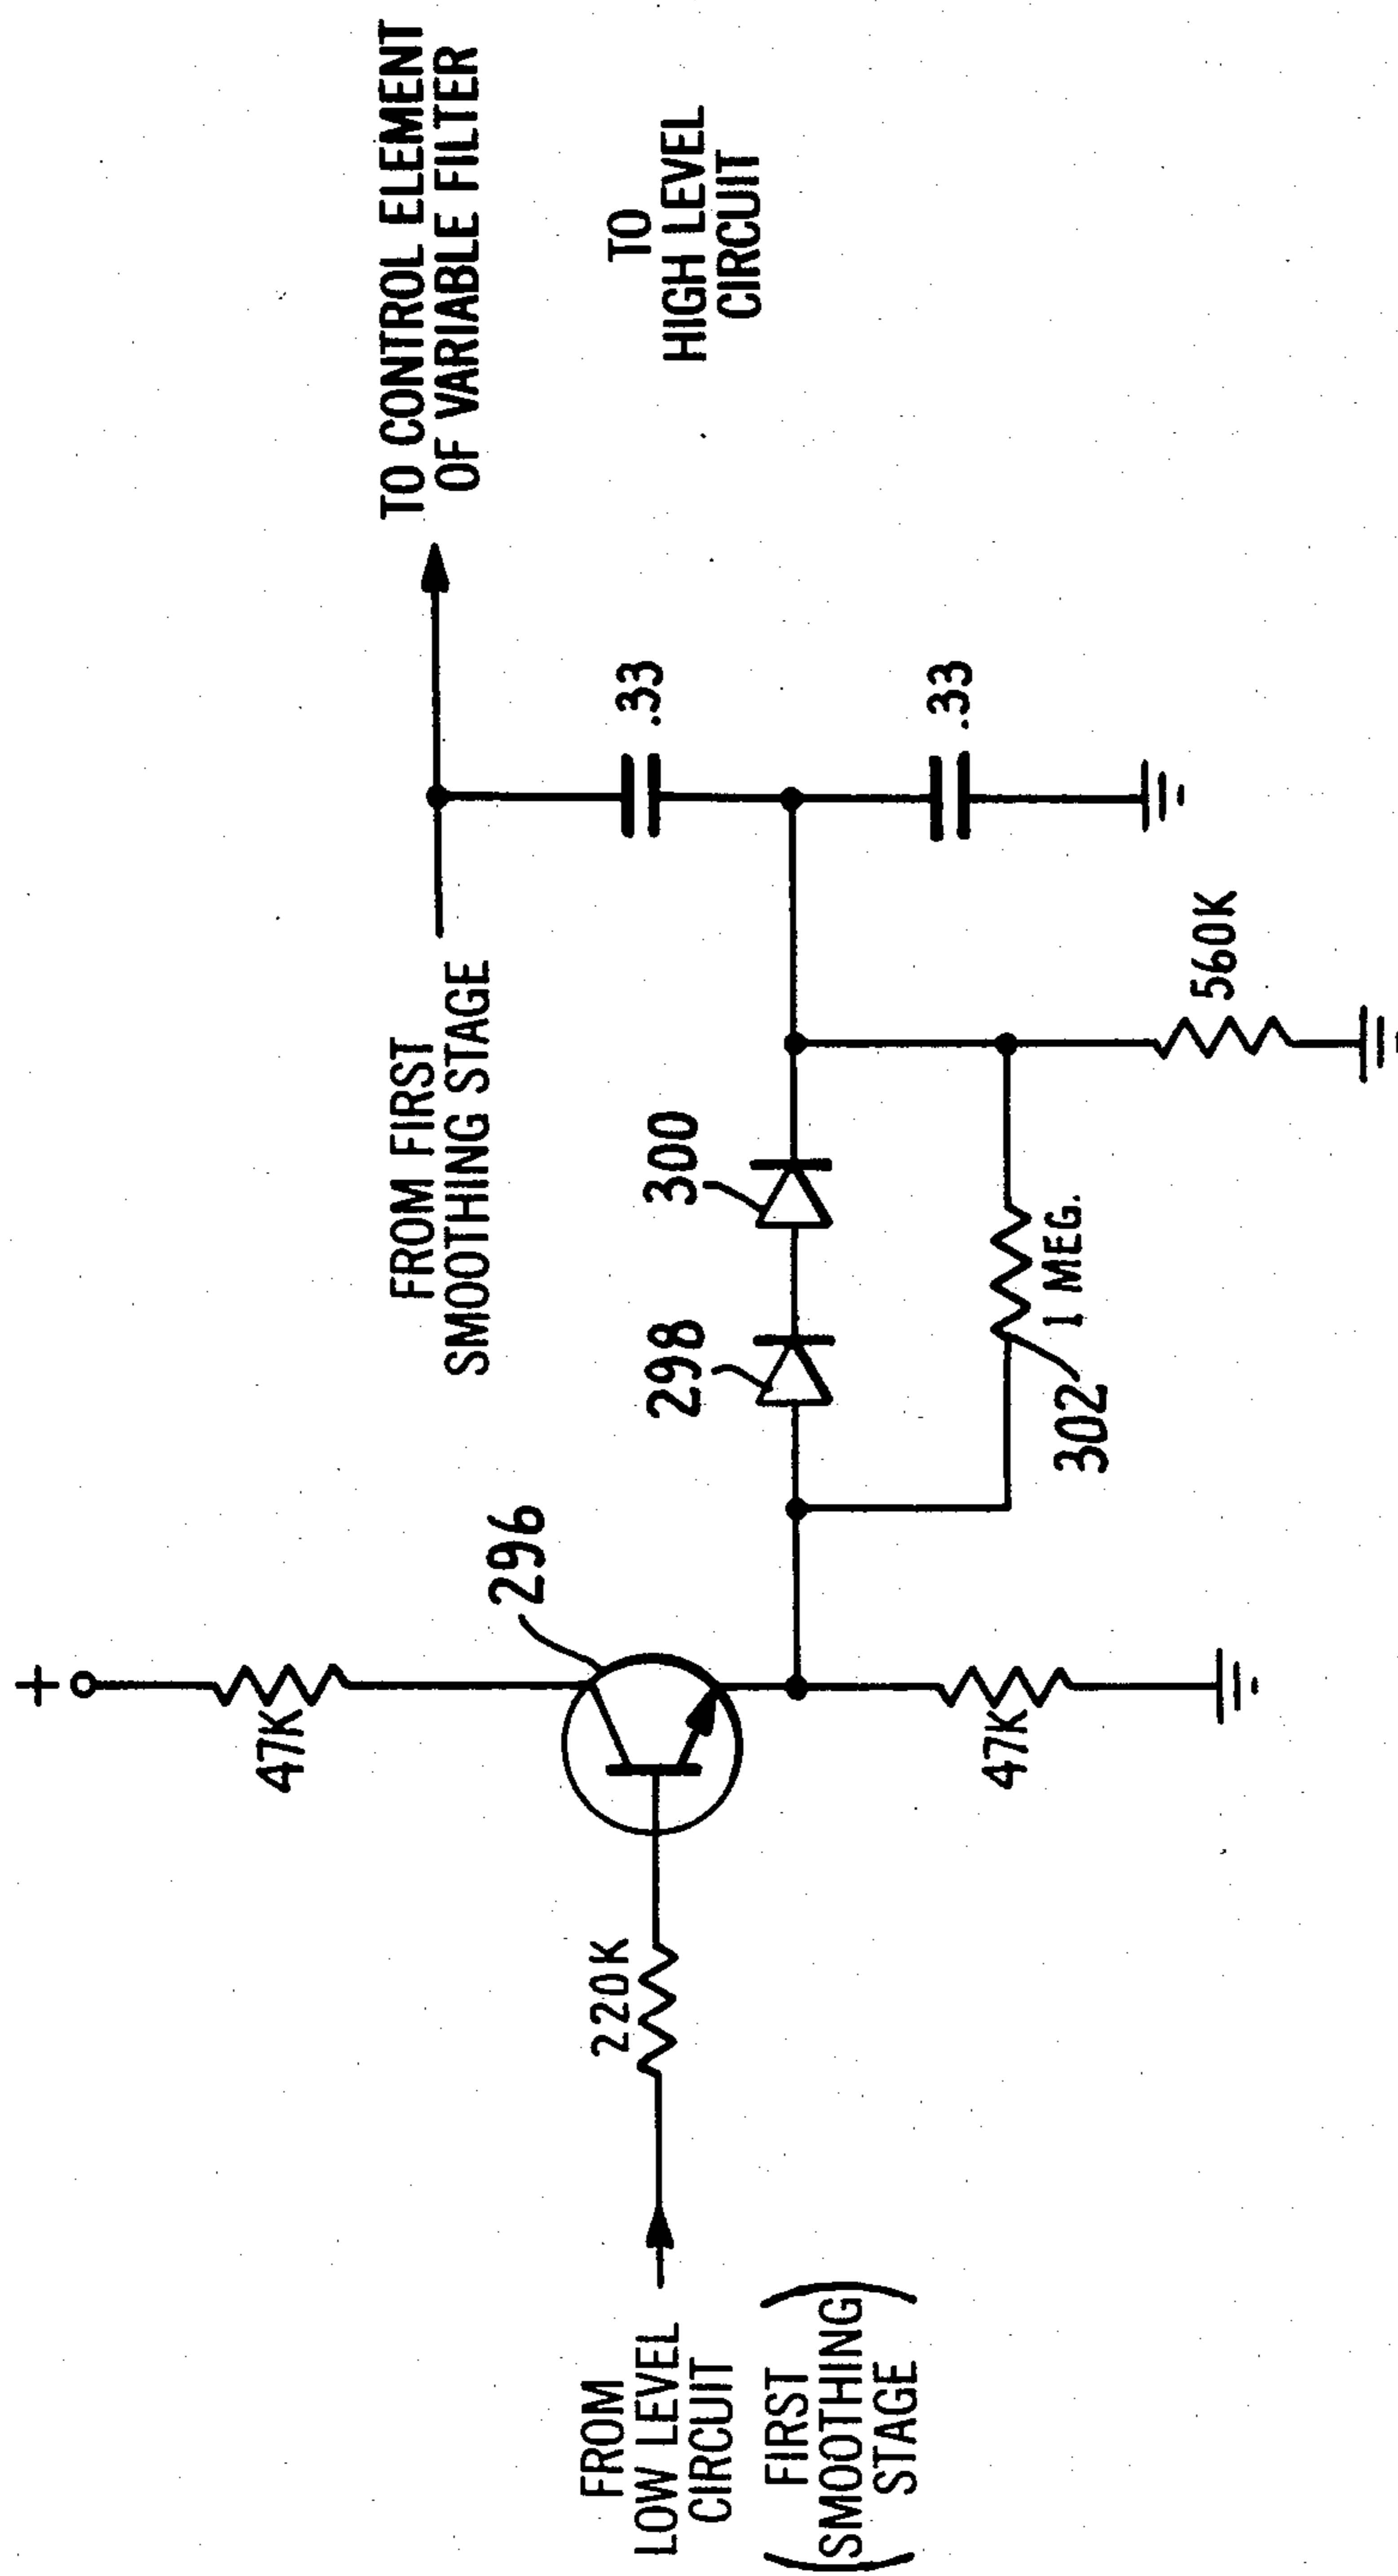 FROM
LOW LEVEL
CIRCUIT
(FIRST
SMOOTHING
STAGE)
220K
+
47K
296
47K
298
300
302
1 MEG.
560K
FROM FIRST
SMOOTHING STAGE
.33
.33
TO CONTROL ELEMENT
OF VARIABLE FILTER
TO
HIGH LEVEL
CIRCUIT